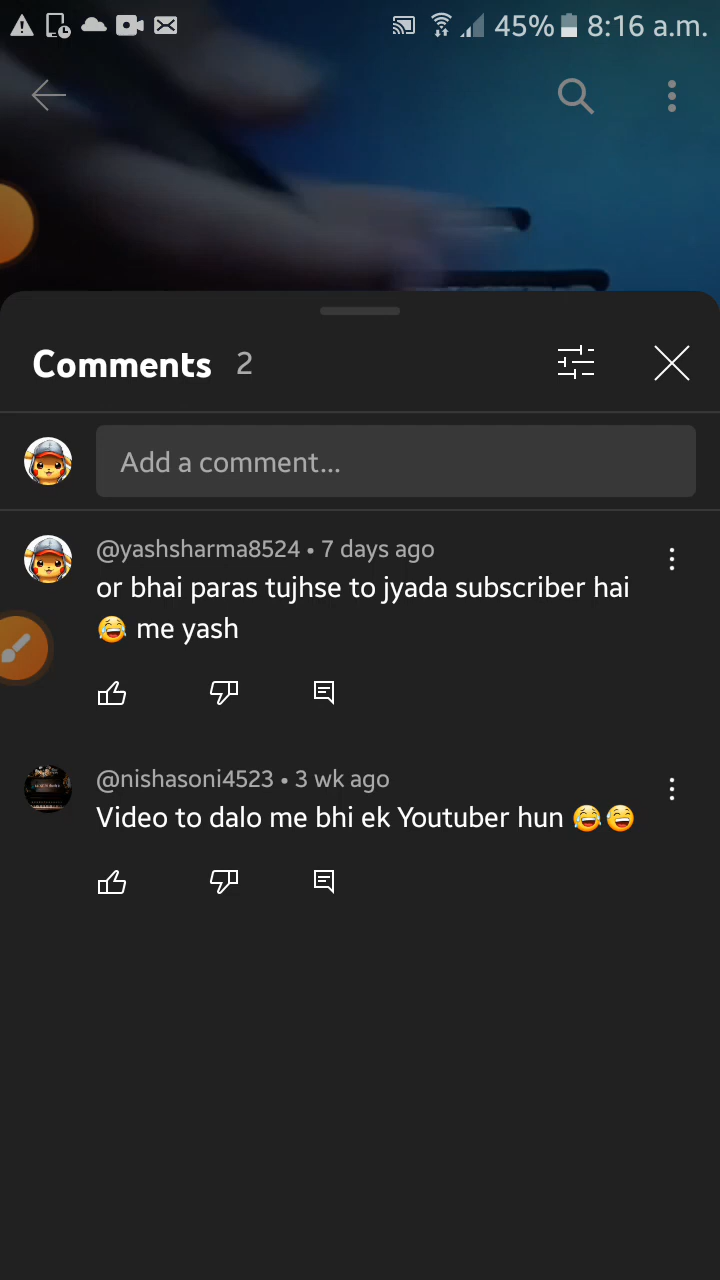 45% 8:16 a.m.
Comments 2
Add a comment...
@yashsharma8524 • 7 days ago
or bhai paras tujhse to jyada subscriber hai
😂 me yash
@nishasoni4523 • 3 wk ago
Video to dalo me bhi ek Youtuber hun 😂😅